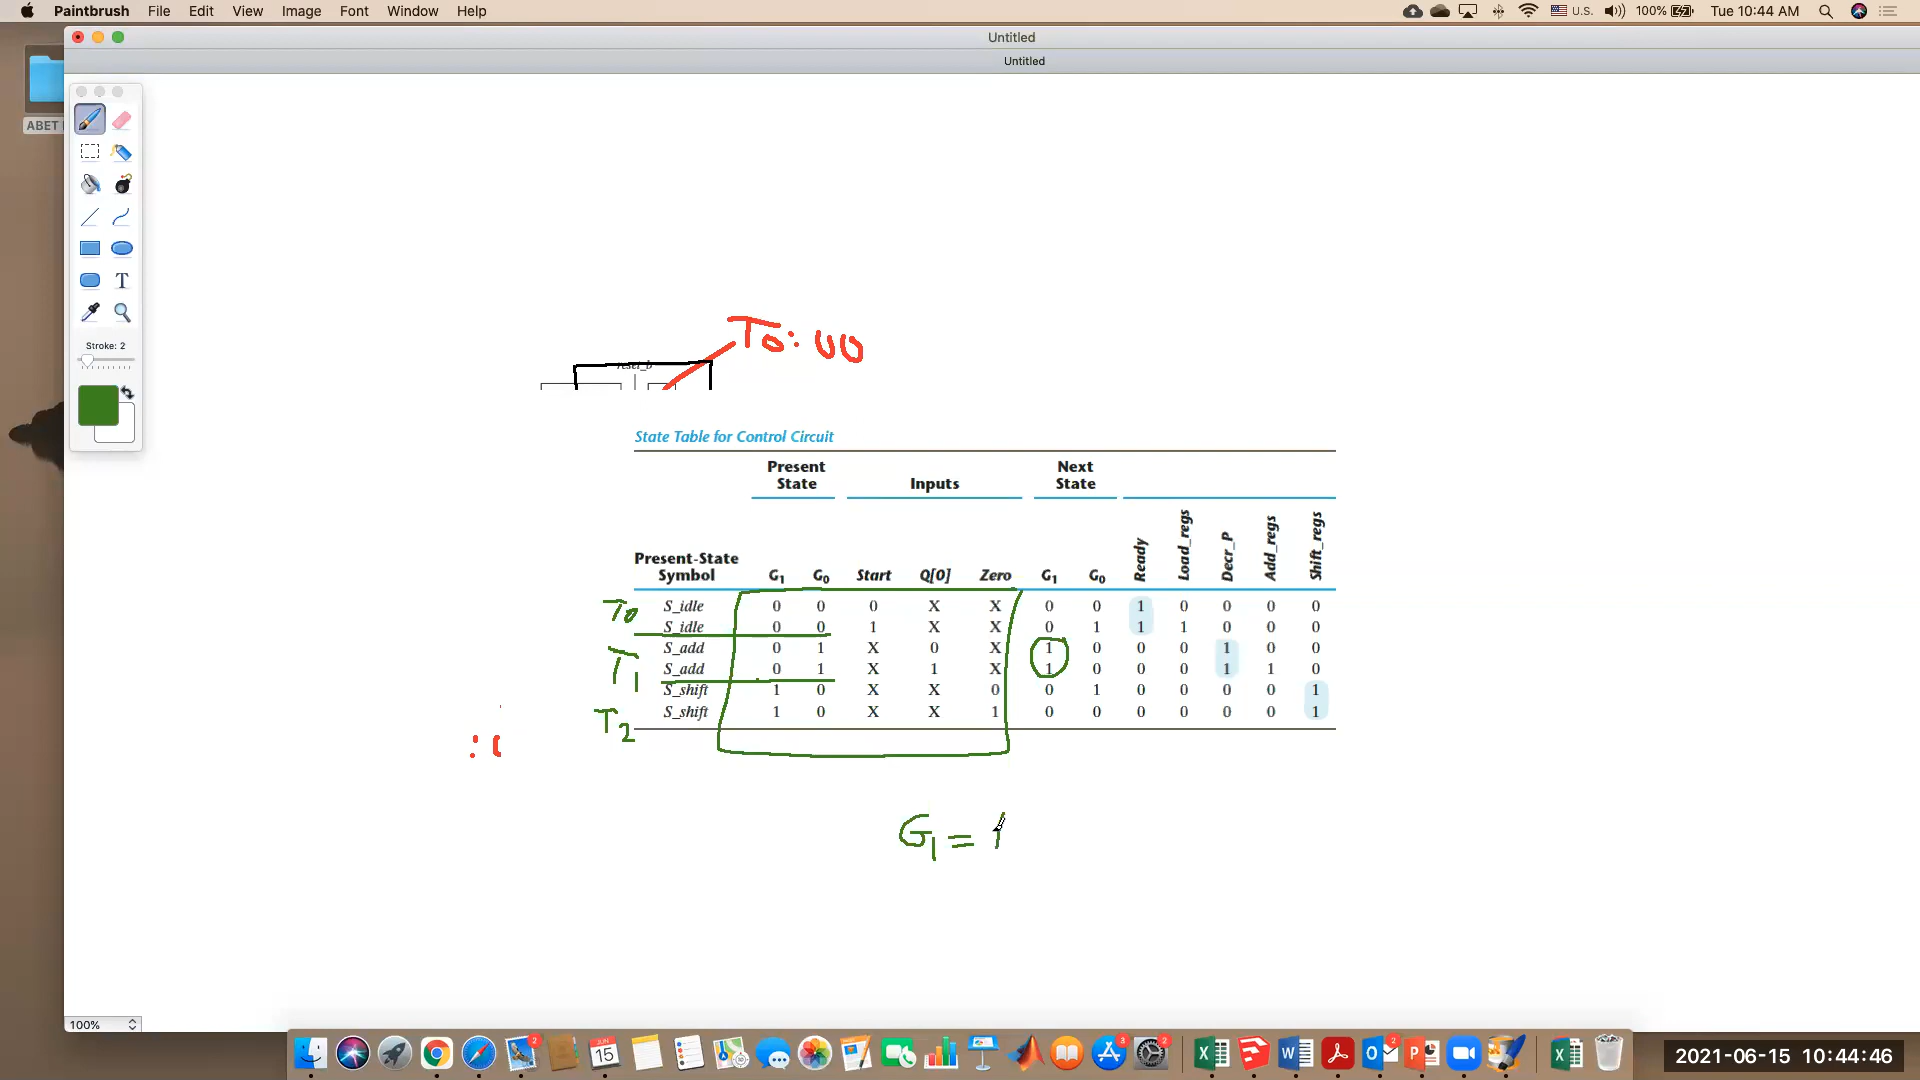 Paintbrush File Edit View Image Font Window Help U.S. 100% Tue 10:44 AM
Untitled
Untitled
ABET
Stroke: 2
T0: 00
reset_b
State Table for Control Circuit
Present State Inputs Next State
Present-State Symbol G1 G0 Start Q[0] Zero G1 G0 Ready Load_regs Decr_P Add_regs Shift_regs
T0 S_idle 0 0 0 X X 0 0 1 0 0 0 0
S_idle 0 0 1 X X 0 1 1 1 0 0 0
T1 S_add 0 1 X 0 X 1 0 0 0 1 0 0
S_add 0 1 X 1 X 1 0 0 0 1 1 0
S_shift 1 0 X X 0 0 1 0 0 0 0 1
T2 S_shift 1 0 X X 1 0 0 0 0 0 0 1
G1 =
100%
JUN 15
2021-06-15 10:44:46